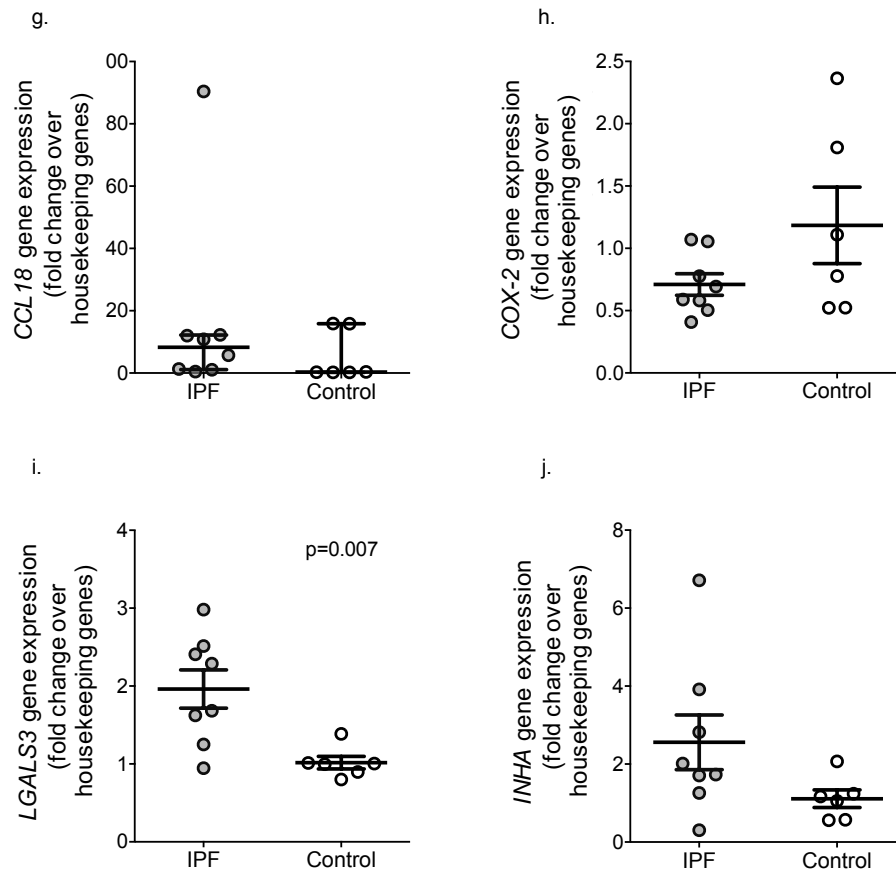 g.
CCL18 gene expression
(fold change over
housekeeping genes)
00
80
60
40
20
0
IPF
Control
h.
COX-2 gene expression
(fold change over
housekeeping genes)
2.5
2.0
1.5
1.0
0.5
0.0
IPF
Control
i.
LGALS3 gene expression
(fold change over
housekeeping genes)
4
3
2
1
0
p=0.007
IPF
Control
j.
INHA gene expression
(fold change over
housekeeping genes)
8
6
4
2
0
IPF
Control